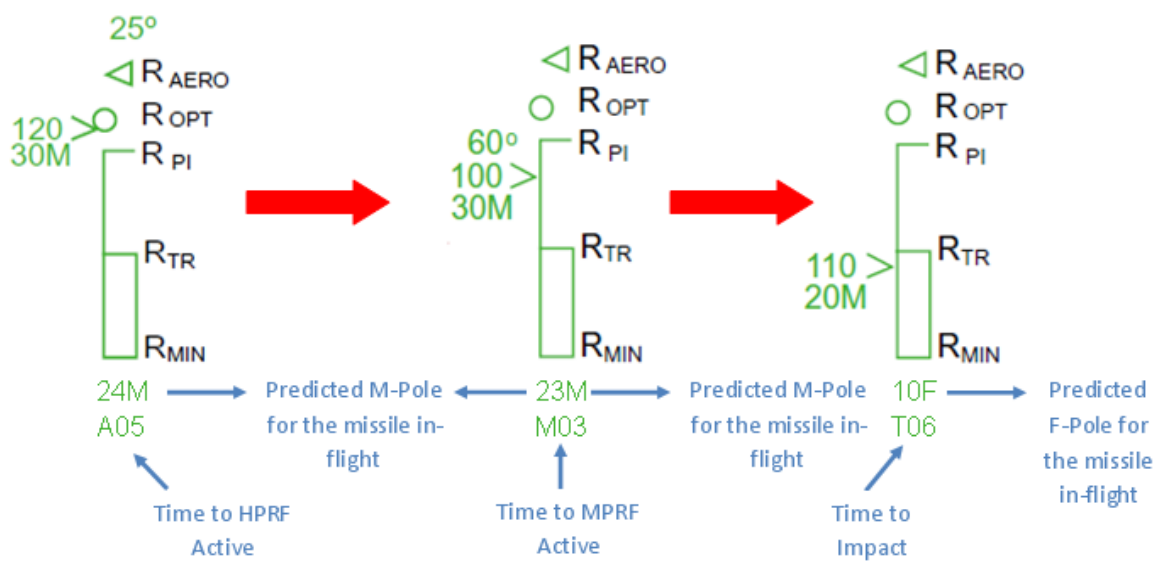 25º
R AERO
R OPT
120
30M
R PI
R TR
R MIN
24M
A05
Predicted M-Pole
for the missile in-
flight
Time to HPRF
Active
R AERO
R OPT
60º
R PI
100
30M
R TR
R MIN
23M
M03
Predicted M-Pole
for the missile in-
flight
Time to MPRF
Active
R AERO
R OPT
R PI
R TR
110
20M
R MIN
10F
T06
Predicted
F-Pole for
the missile
in-flight
Time to
Impact